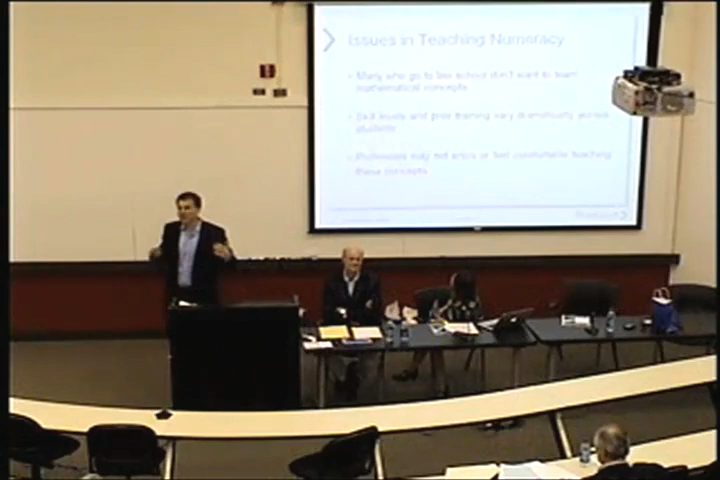 Issues in Teaching Numeracy
Many who go to law school don't want to learn
mathematical concepts
Skill levels and prior training vary dramatically across
students
Professors may not enjoy or feel comfortable teaching
these concepts